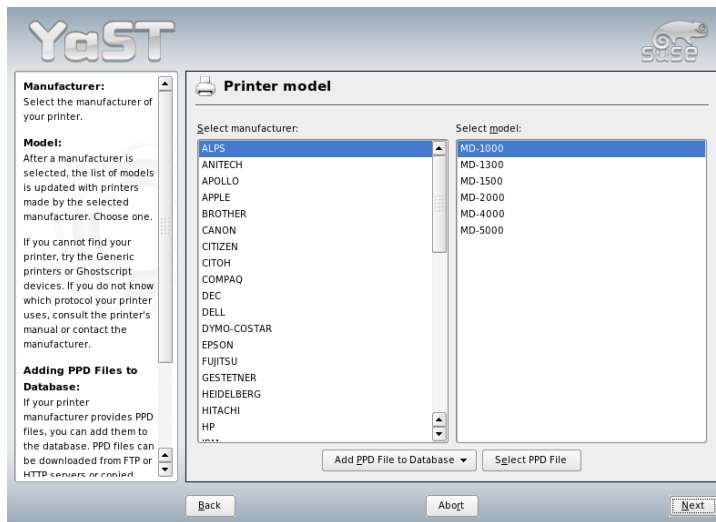 YaST
SUSE
Manufacturer:
Select the manufacturer of
your printer.
Model:
After a manufacturer is
selected, the list of models
is updated with printers
made by the selected
manufacturer. Choose one.
If you cannot find your
printer, try the Generic
printers or Ghostscript
devices. If you do not know
which protocol your printer
uses, consult the printer's
manual or contact the
manufacturer.
Adding PPD Files to
Database:
If your printer
manufacturer provides PPD
files, you can add them to
the database. PPD files can
be downloaded from FTP or
HTTP servers or copied
Printer model
Select manufacturer:
ALPS
ANITECH
APOLLO
APPLE
BROTHER
CANON
CITIZEN
CITOH
COMPAQ
DEC
DELL
DYMO-COSTAR
EPSON
FUJITSU
GESTETNER
HEIDELBERG
HITACHI
HP
Select model:
MD-1000
MD-1300
MD-1500
MD-2000
MD-4000
MD-5000
Add PPD File to Database
Select PPD File
Back
Abort
Next